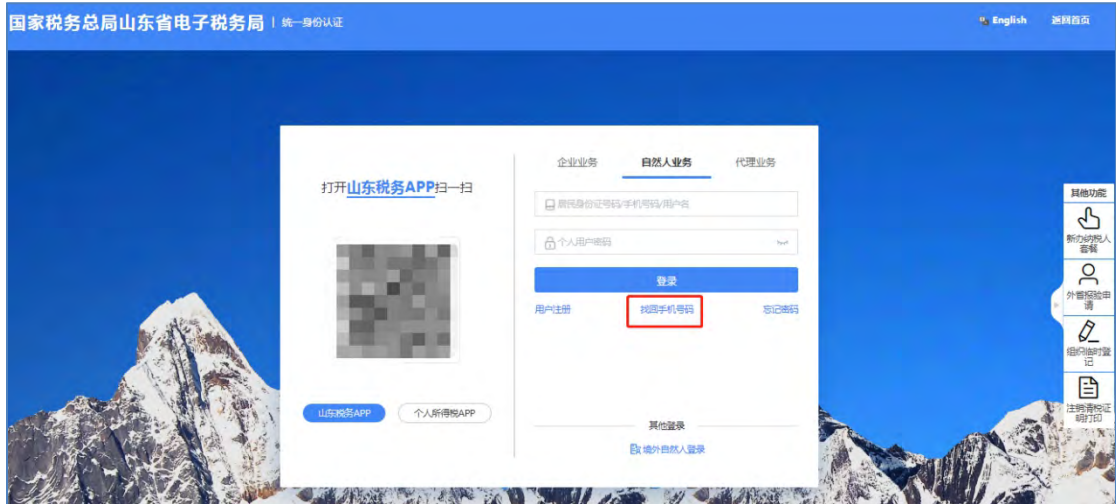 国家税务总局山东省电子税务局 | 统一身份认证
English 返回首页
企业业务 自然人业务 代理业务
打开山东税务APP扫一扫
居民身份证号码/手机号码/用户名
个人用户密码
登录
用户注册 找回手机号码 忘记密码
山东税务APP 个人所得税APP
其他登录
境外自然人登录
其他功能
新办纳税人
套餐
外省报验申
请
组织临时登
记
注销清税证
明打印